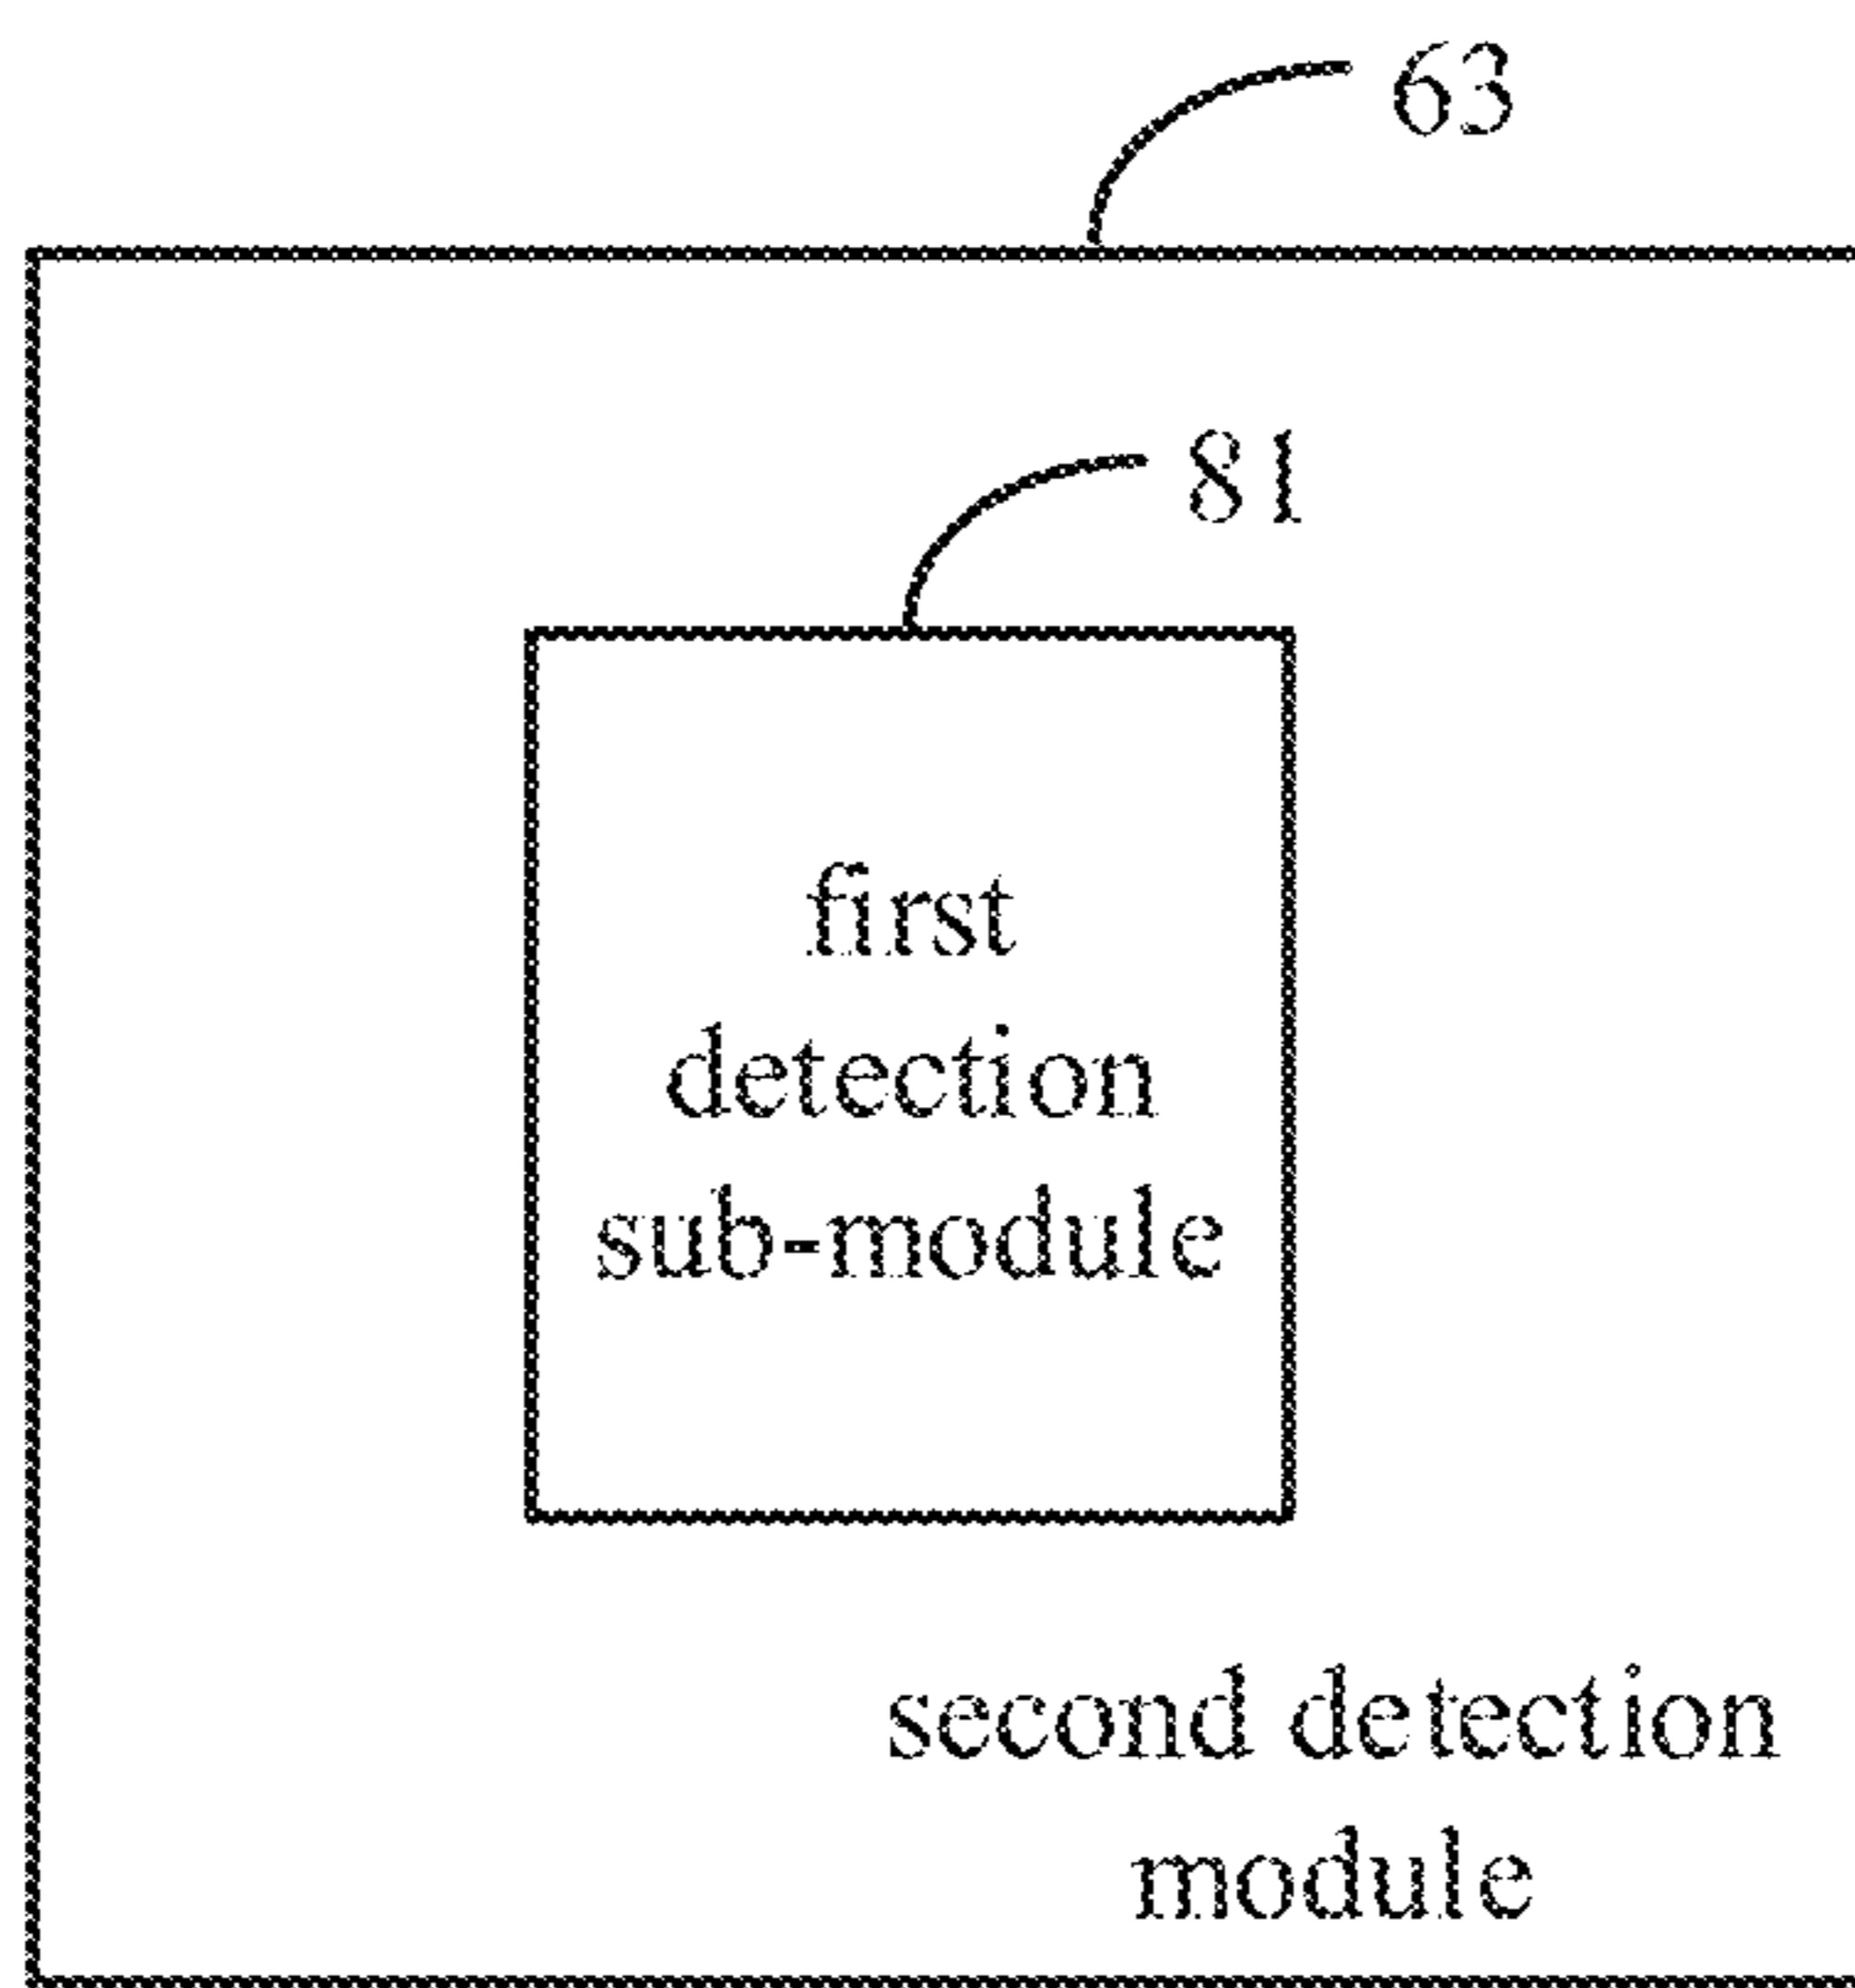 63
81
first
detection
sub-module
second detection
module